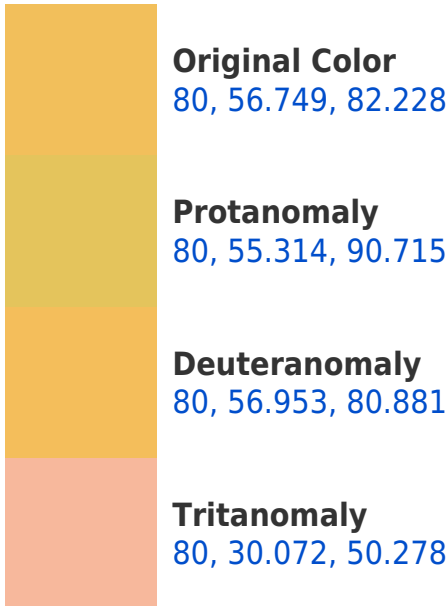 Original Color
80, 56.749, 82.228
Protanomaly
80, 55.314, 90.715
Deuteranomaly
80, 56.953, 80.881
Tritanomaly
80, 30.072, 50.278